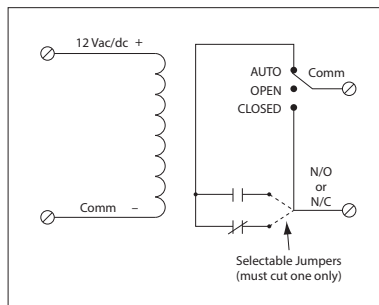 12 Vac/dc +
AUTO
Comm
OPEN
CLOSED
N/O
or
N/C
Comm –
Selectable Jumpers
(must cut one only)